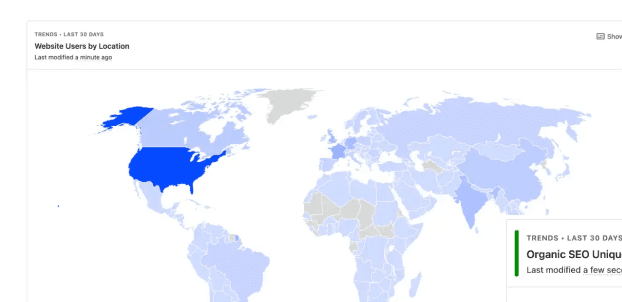 TRENDS • LAST 30 DAYS
Website Users by Location
Last modified a minute ago
Show
TRENDS • LAST 30 DAYS
Organic SEO Uniqu
Last modified a few sec